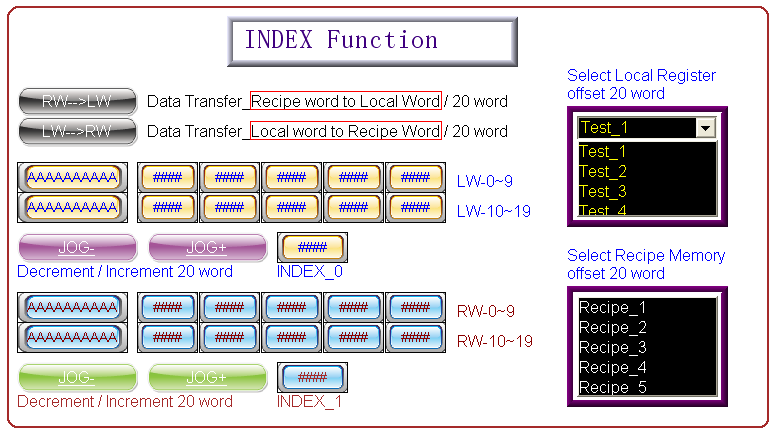 INDEX Function
RW-->LW Data Transfer_Recipe word to Local Word / 20 word
LW-->RW Data Transfer_Local word to Recipe Word / 20 word
AAAAAAAAAA #### #### #### #### #### LW-0~9
AAAAAAAAAA #### #### #### #### #### LW-10~19
JOG- JOG+ ####
Decrement / Increment 20 word INDEX_0
AAAAAAAAAA #### #### #### #### #### RW-0~9
AAAAAAAAAA #### #### #### #### #### RW-10~19
JOG- JOG+ ####
Decrement / Increment 20 word INDEX_1
Select Local Register
offset 20 word
Test_1
Test_1
Test_2
Test_3
Test_4
Select Recipe Memory
offset 20 word
Recipe_1
Recipe_2
Recipe_3
Recipe_4
Recipe_5